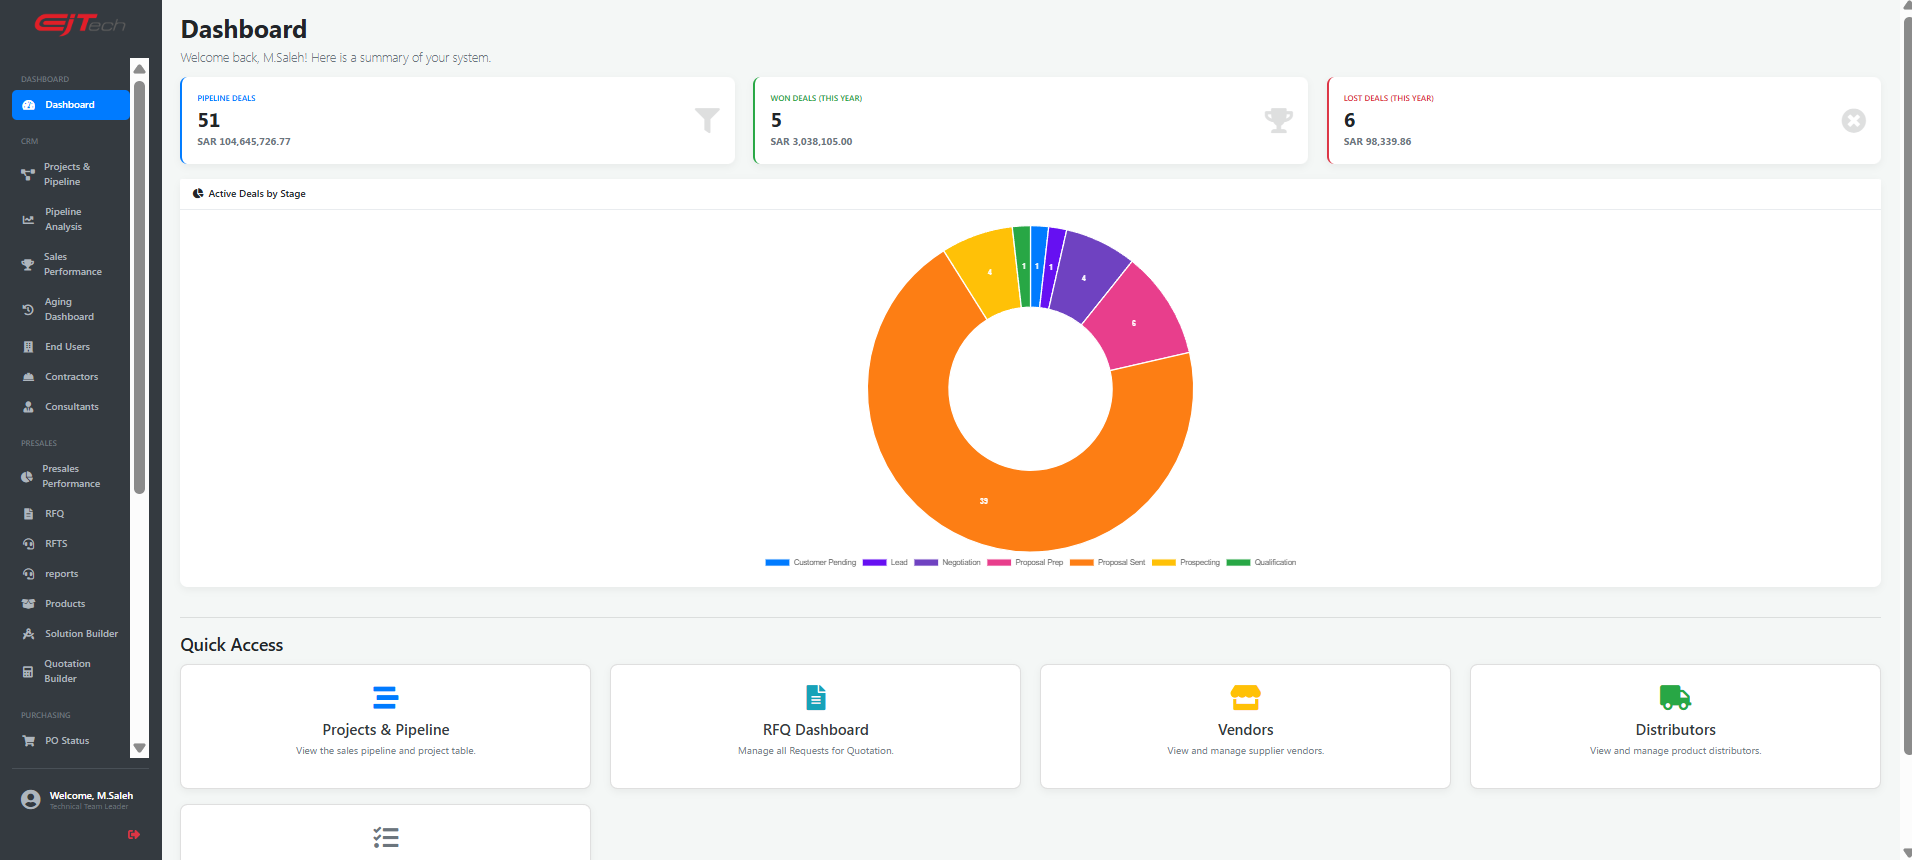 EJTech
DASHBOARD
Dashboard
CRM
Projects &
Pipeline
Pipeline
Analysis
Sales
Performance
Aging
Dashboard
End Users
Contractors
Consultants
PRESALES
Presales
Performance
RFQ
RFTS
reports
Products
Solution Builder
Quotation
Builder
PURCHASING
PO Status
Welcome, M.Saleh
Technical Team Leader
Dashboard
Welcome back, M.Saleh! Here is a summary of your system.
PIPELINE DEALS
51
SAR 104,645,726.77
WON DEALS (THIS YEAR)
5
SAR 3,038,105.00
LOST DEALS (THIS YEAR)
6
SAR 98,339.86
Active Deals by Stage
4
1
1
1
4
6
39
Customer Pending
Lead
Negotiation
Proposal Prep
Proposal Sent
Prospecting
Qualification
Quick Access
Projects & Pipeline
View the sales pipeline and project table.
RFQ Dashboard
Manage all Requests for Quotation.
Vendors
View and manage supplier vendors.
Distributors
View and manage product distributors.